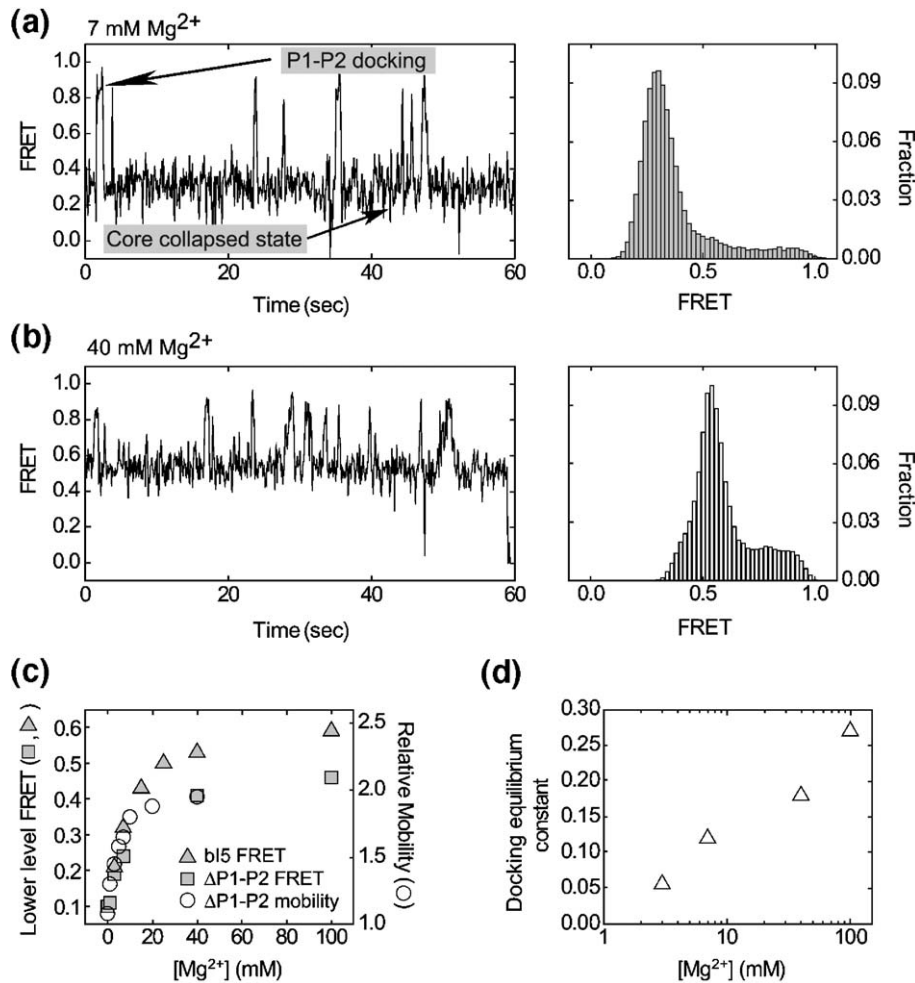 (a)
7 mM Mg2+
P1-P2 docking
Core collapsed state
FRET
1.0
0.8
0.6
0.4
0.2
0.0
0 20 40 60
Time (sec)
0.09
0.06
0.03
0.00
Fraction
0.0 0.5 1.0
FRET
(b)
40 mM Mg2+
FRET
1.0
0.8
0.6
0.4
0.2
0.0
0 20 40 60
Time (sec)
0.09
0.06
0.03
0.00
Fraction
0.0 0.5 1.0
FRET
(c)
Lower level FRET (■,▲)
0.6
0.5
0.4
0.3
0.2
0.1
2.5
2.0
1.5
1.0
Relative Mobility (○)
bI5 FRET
ΔP1-P2 FRET
ΔP1-P2 mobility
0 20 40 60 80 100
[Mg2+] (mM)
(d)
Docking equilibrium
constant
0.30
0.25
0.20
0.15
0.10
0.05
0.00
1 10 100
[Mg2+] (mM)